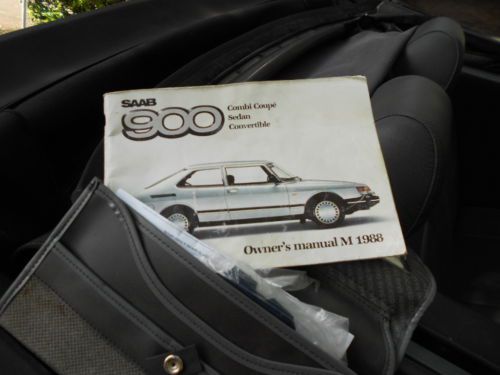 SAAB
900
Combi Coupé
Sedan
Convertible
Owner's manual M 1988